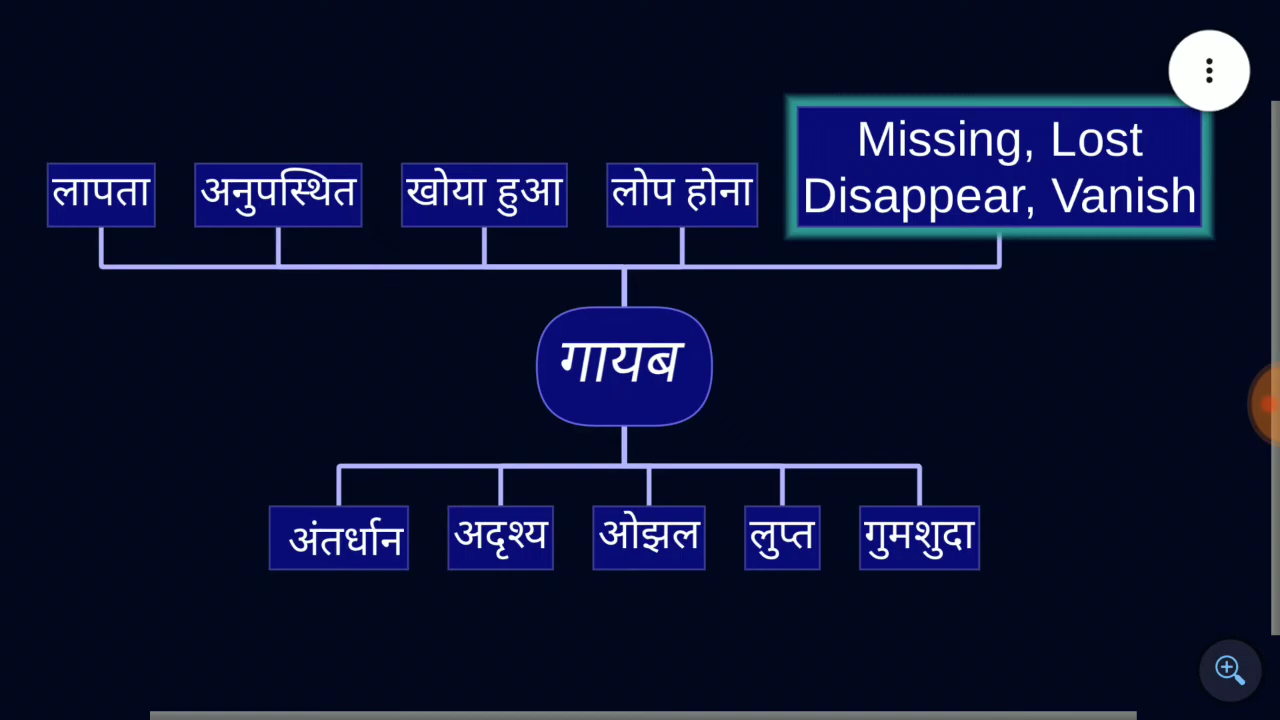 लापता
अनुपस्थित
खोया हुआ
लोप होना
Missing, Lost
Disappear, Vanish
गायब
अंतर्धान
अदृश्य
ओझल
लुप्त
गुमशुदा